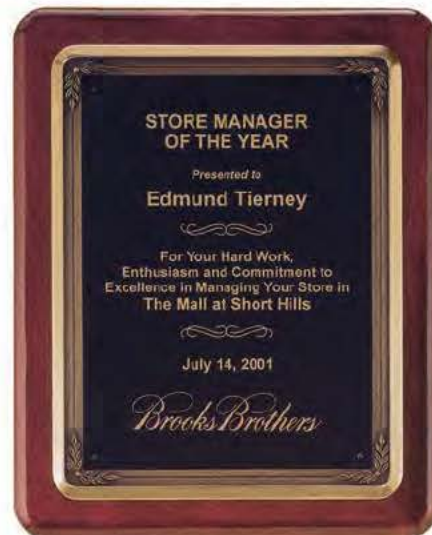 STORE MANAGER
OF THE YEAR
Presented to
Edmund Tierney
For Your Hard Work,
Enthusiasm and Commitment to
Excellence in Managing Your Store in
The Mall at Short Hills
July 14, 2001
Brooks Brothers